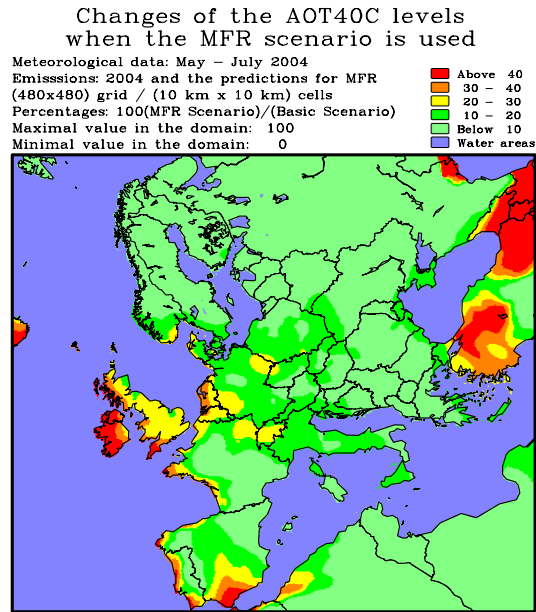 Changes of the AOT40C levels
when the MFR scenario is used
Meteorological data: May – July 2004
Emisssions: 2004 and the predictions for MFR
(480x480) grid / (10 km x 10 km) cells
Percentages: 100(MFR Scenario)/(Basic Scenario)
Maximal value in the domain: 100
Minimal value in the domain: 0
Above 40
30 – 40
20 – 30
10 – 20
Below 10
Water areas